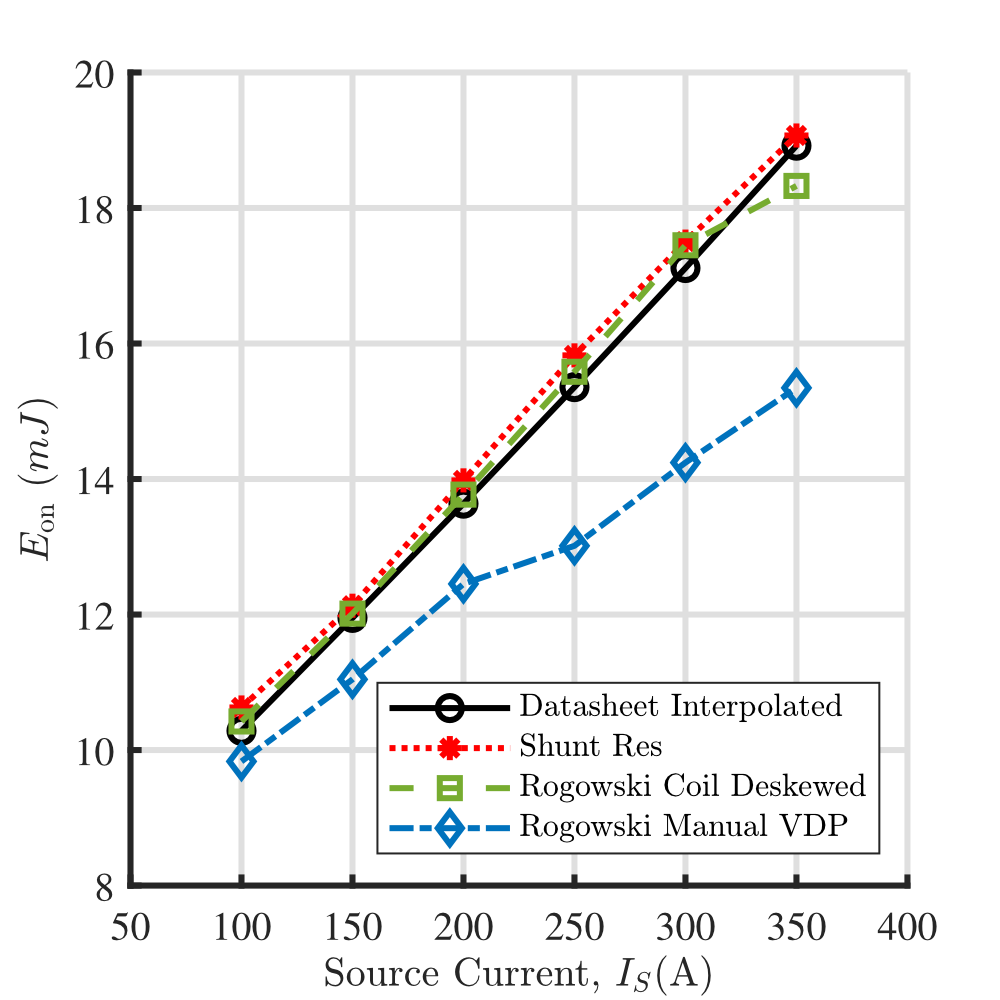 20
18
16
14
12
10
8
E_on (mJ)
50 100 150 200 250 300 350 400
Source Current, I_S(A)
Datasheet Interpolated
Shunt Res
Rogowski Coil Deskewed
Rogowski Manual VDP